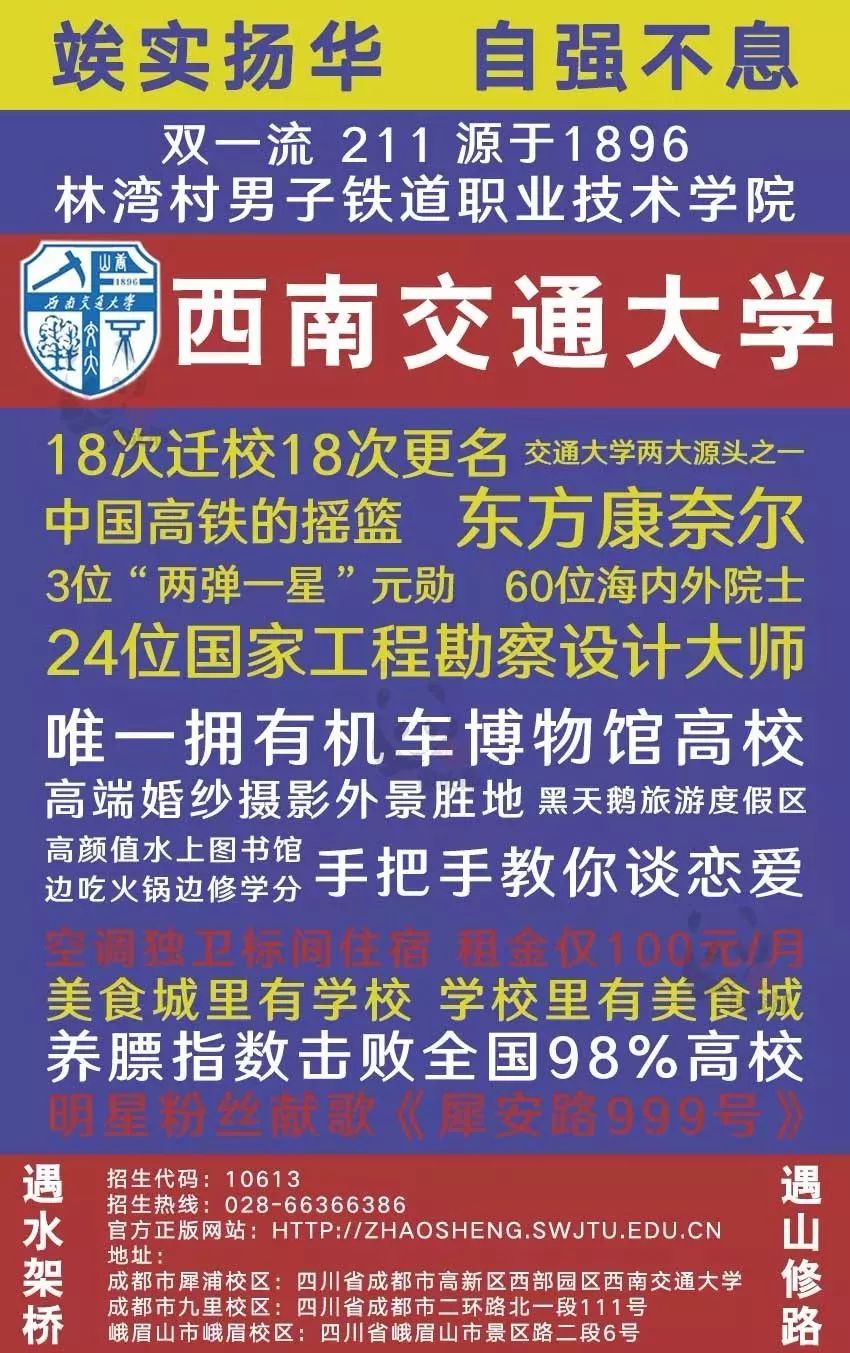 竢实扬华 自强不息
双一流 211 源于1896
林湾村男子铁道职业技术学院
1896
西南交通大学
西南交通大学
18次迁校18次更名 交通大学两大源头之一
中国高铁的摇篮 东方康奈尔
3位“两弹一星”元勋 60位海内外院士
24位国家工程勘察设计大师
唯一拥有机车博物馆高校
高端婚纱摄影外景胜地 黑天鹅旅游度假区
高颜值水上图书馆
边吃火锅边修学分
手把手教你谈恋爱
空调独卫标间住宿 租金仅100元/月
美食城里有学校 学校里有美食城
养膘指数击败全国98%高校
明星粉丝献歌《犀安路999号》
遇水架桥
招生代码：10613
招生热线：028-66366386
官方正版网站：HTTP://ZHAOSHENG.SWJTU.EDU.CN
地址：
成都市犀浦校区：四川省成都市高新区西部园区西南交通大学
成都市九里校区：四川省成都市二环路北一段111号
峨眉山市峨眉校区：四川省峨眉山市景区路二段6号
遇山修路